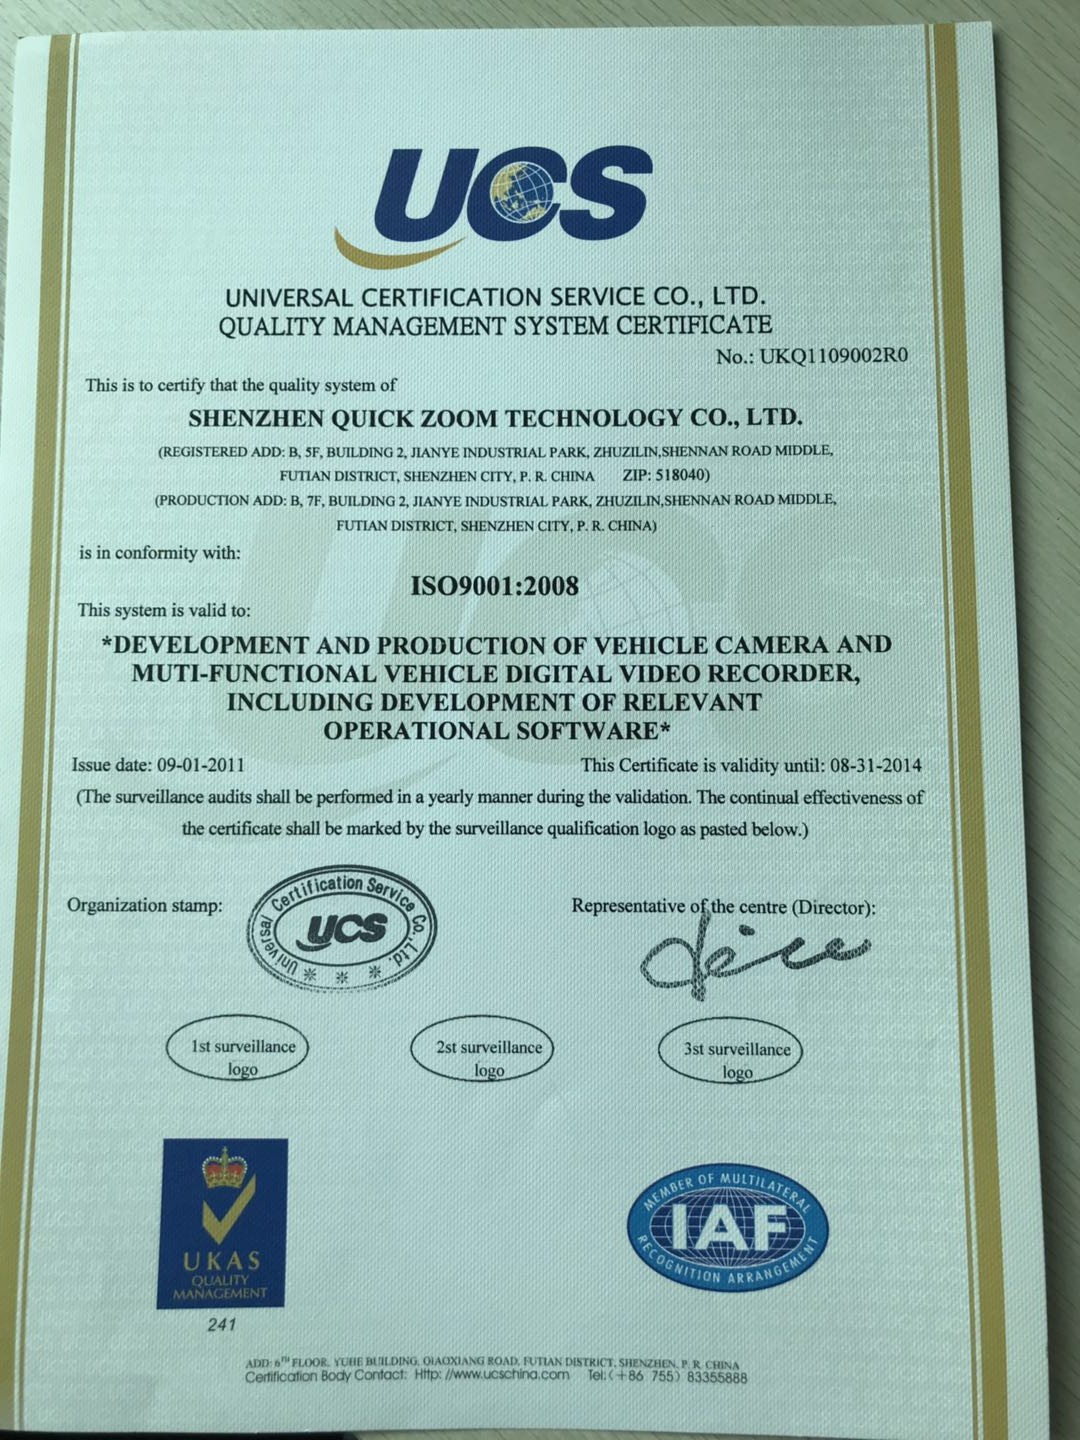 UCS
UNIVERSAL CERTIFICATION SERVICE CO., LTD.
QUALITY MANAGEMENT SYSTEM CERTIFICATE
No.: UKQ1109002R0
This is to certify that the quality system of
SHENZHEN QUICK ZOOM TECHNOLOGY CO., LTD.
(REGISTERED ADD: B, 5F, BUILDING 2, JIANYE INDUSTRIAL PARK, ZHUZILIN,SHENNAN ROAD MIDDLE,
FUTIAN DISTRICT, SHENZHEN CITY, P. R. CHINA ZIP: 518040)
(PRODUCTION ADD: B, 7F, BUILDING 2, JIANYE INDUSTRIAL PARK, ZHUZILIN,SHENNAN ROAD MIDDLE,
FUTIAN DISTRICT, SHENZHEN CITY, P. R. CHINA)
is in conformity with:
ISO9001:2008
This system is valid to:
*DEVELOPMENT AND PRODUCTION OF VEHICLE CAMERA AND
MUTI-FUNCTIONAL VEHICLE DIGITAL VIDEO RECORDER,
INCLUDING DEVELOPMENT OF RELEVANT
OPERATIONAL SOFTWARE*
Issue date: 09-01-2011 This Certificate is validity until: 08-31-2014
(The surveillance audits shall be performed in a yearly manner during the validation. The continual effectiveness of
the certificate shall be marked by the surveillance qualification logo as pasted below.)
Organization stamp: Representative of the centre (Director):
Universal Certification Service Co.,Ltd.
UCS
1st surveillance
logo
2st surveillance
logo
3st surveillance
logo
UKAS
QUALITY
MANAGEMENT
241
MEMBER OF MULTILATERAL
IAF
RECOGNITION ARRANGEMENT
ADD: 6TH FLOOR, YUHE BUILDING, QIAOXIANG ROAD, FUTIAN DISTRICT, SHENZHEN, P. R. CHINA
Certification Body Contact: Http: //www.ucschina.com Tel:(+86 755) 83355888